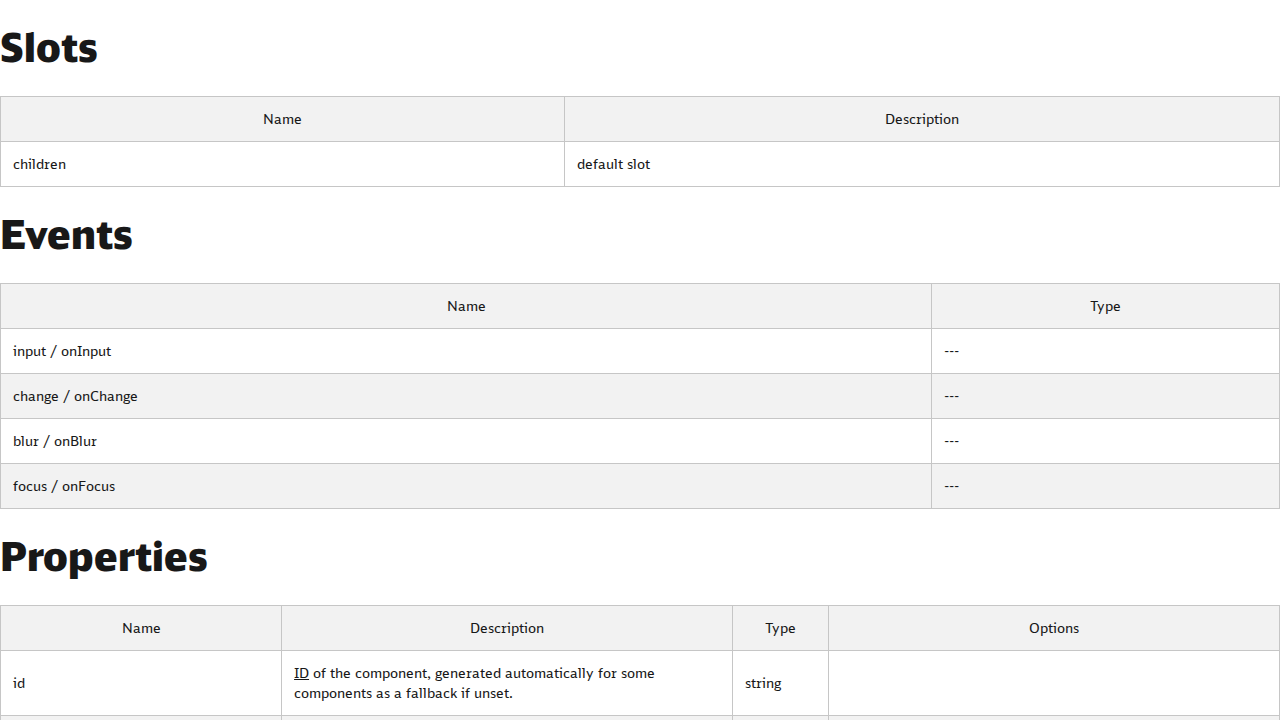 Slots
Name Description
children default slot
Events
Name Type
input / onInput ---
change / onChange ---
blur / onBlur ---
focus / onFocus ---
Properties
Name Description Type Options
id ID of the component, generated automatically for some components as a fallback if unset. string